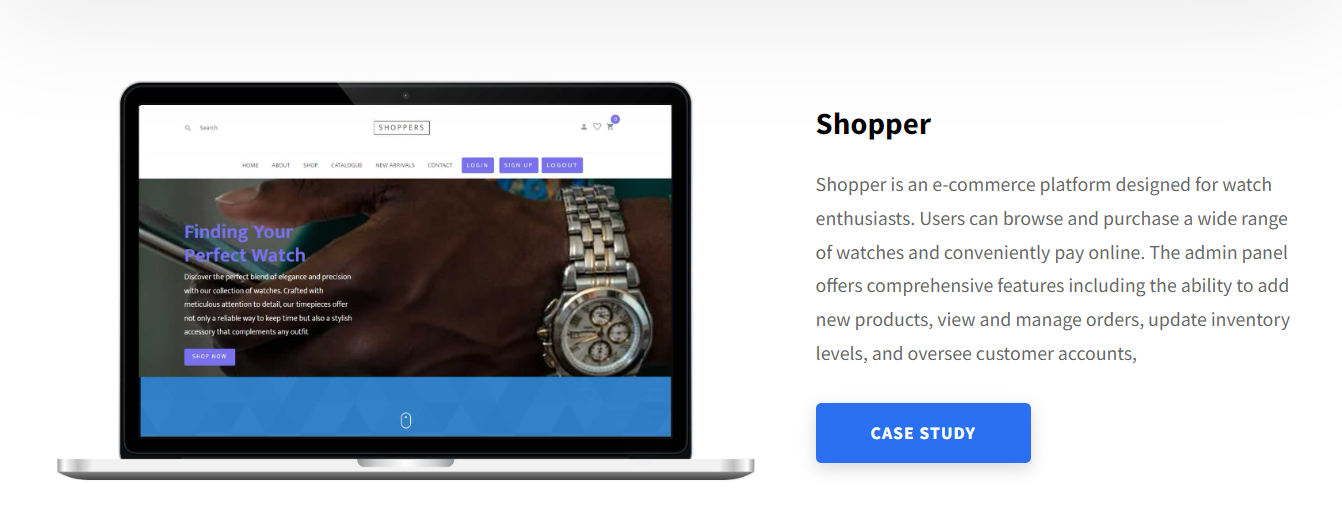 Search
SHOPPERS
0
HOME ABOUT SHOP CATALOGUE NEW ARRIVALS CONTACT LOGIN SIGN UP LOGOUT
Finding Your
Perfect Watch
Discover the perfect blend of elegance and precision
with our collection of watches. Crafted with
meticulous attention to detail, our timepieces offer
not only a reliable way to keep time but also a stylish
accessory that complements any outfit
SHOP NOW
Shopper
Shopper is an e-commerce platform designed for watch
enthusiasts. Users can browse and purchase a wide range
of watches and conveniently pay online. The admin panel
offers comprehensive features including the ability to add
new products, view and manage orders, update inventory
levels, and oversee customer accounts,
CASE STUDY